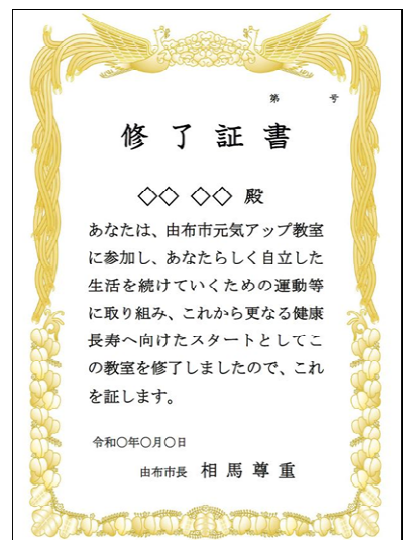 第　　　号
修了証書
◇◇ ◇◇ 殿
あなたは、由布市元気アップ教室
に参加し、あなたらしく自立した
生活を続けていくための運動等
に取り組み、これから更なる健康
長寿へ向けたスタートとしてこ
の教室を修了しましたので、これ
を証します。
令和〇年〇月〇日
由布市長　相馬尊重